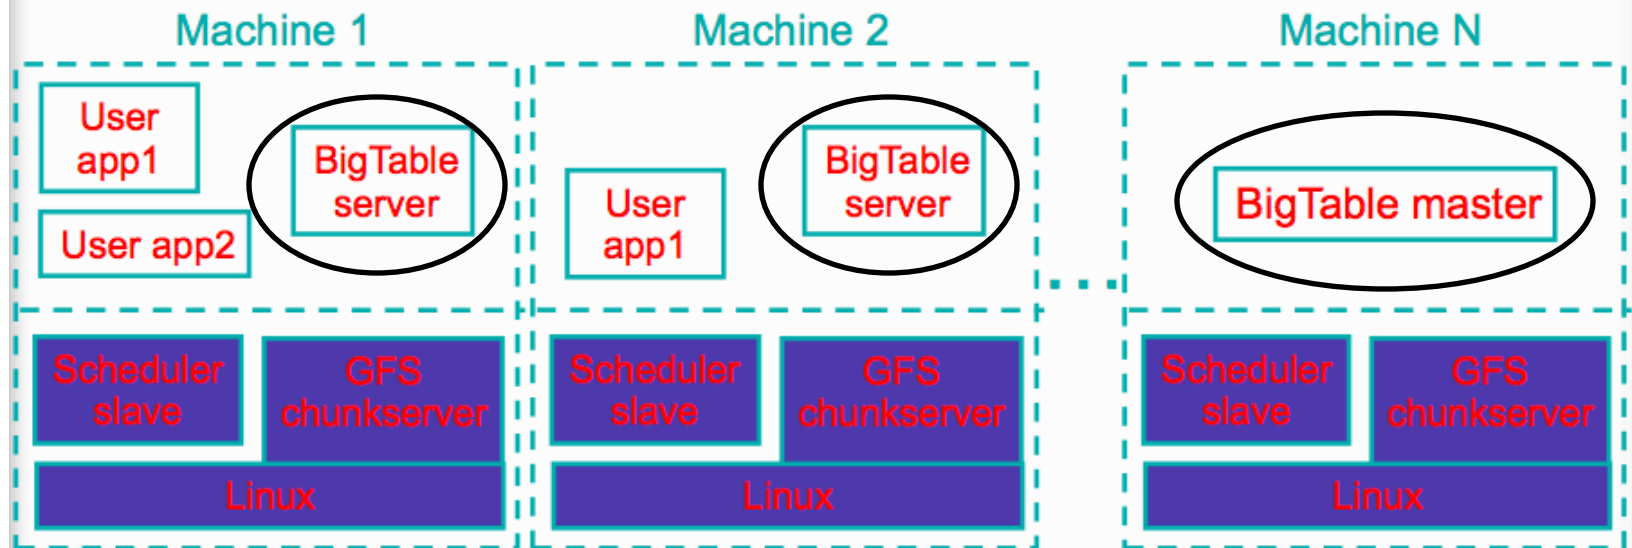 Machine 1
Machine 2
Machine N
User
app1
User app2
BigTable
server
User
app1
BigTable
server
....
BigTable master
Scheduler
slave
GFS
chunkserver
Linux
Scheduler
slave
GFS
chunkserver
Linux
Scheduler
slave
GFS
chunkserver
Linux